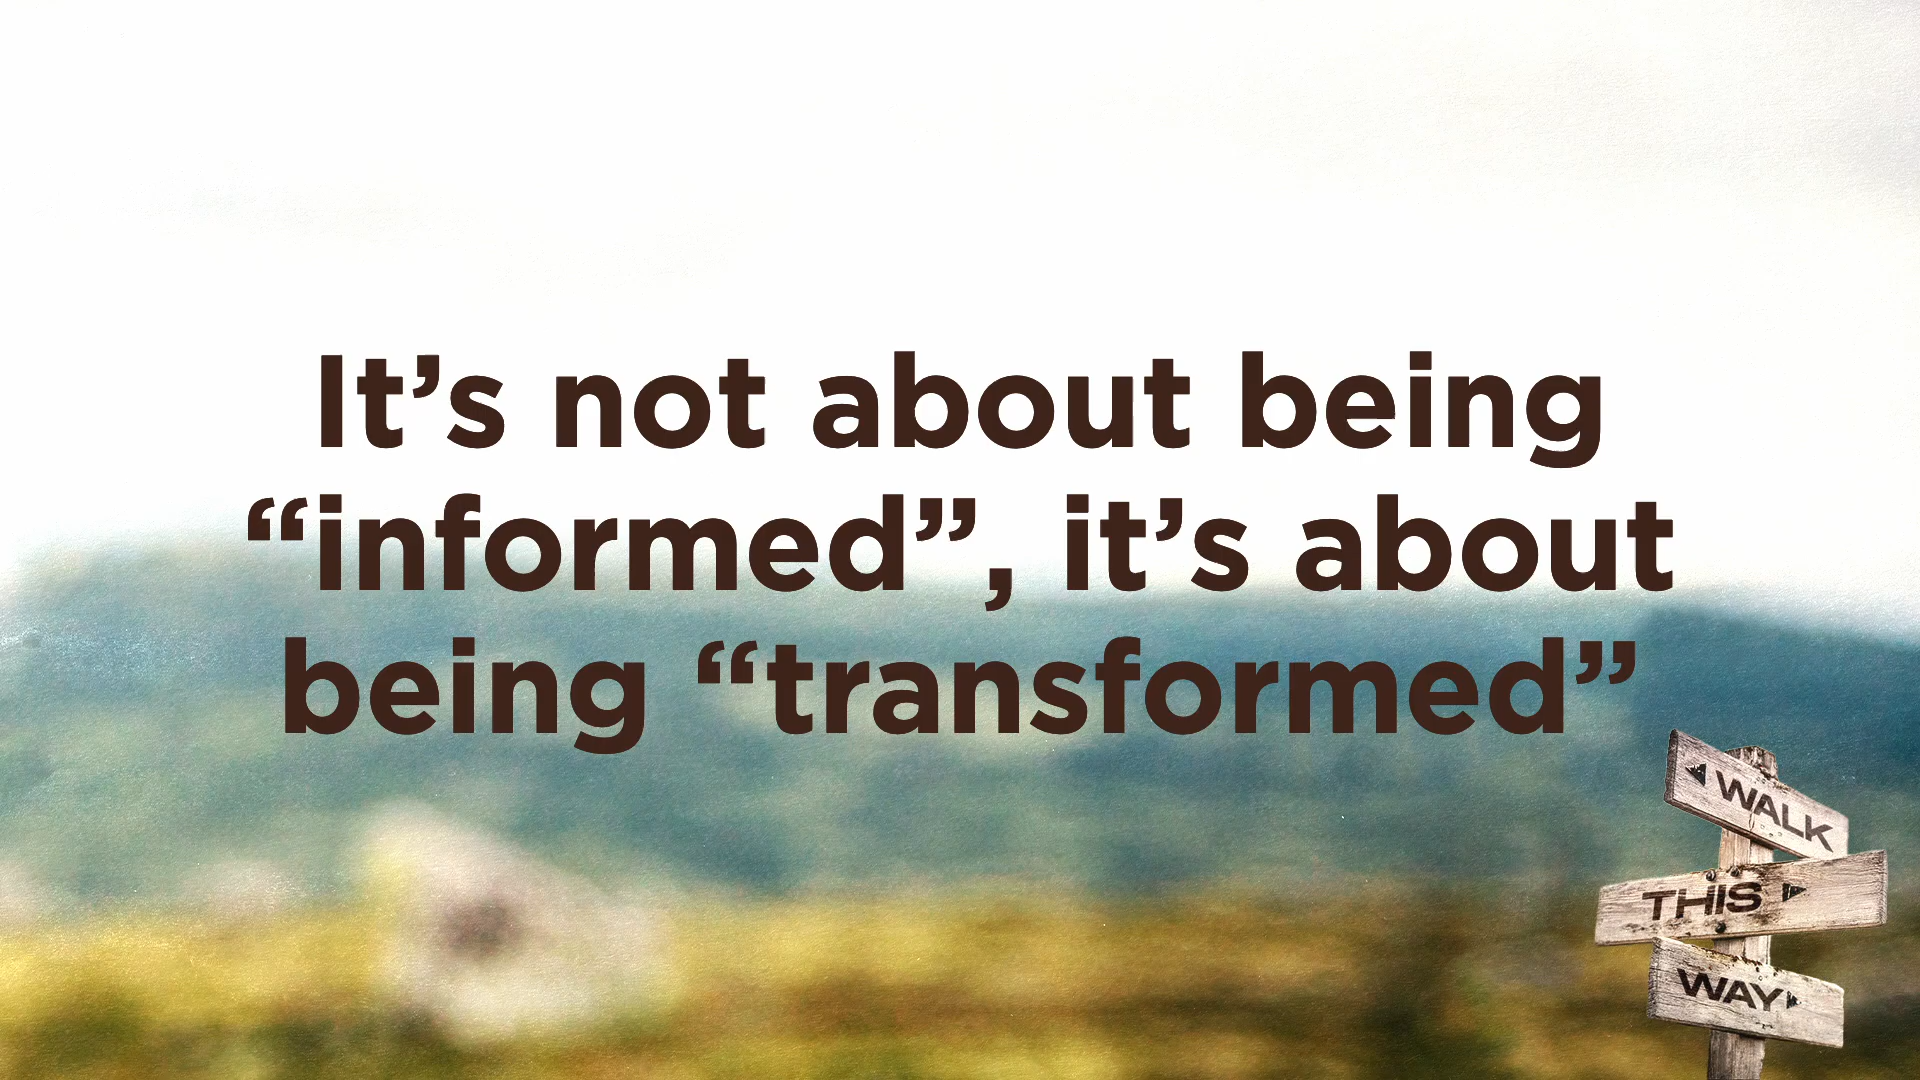 It’s not about being
“informed”, it’s about
being “transformed”
WALK
THIS
WAY